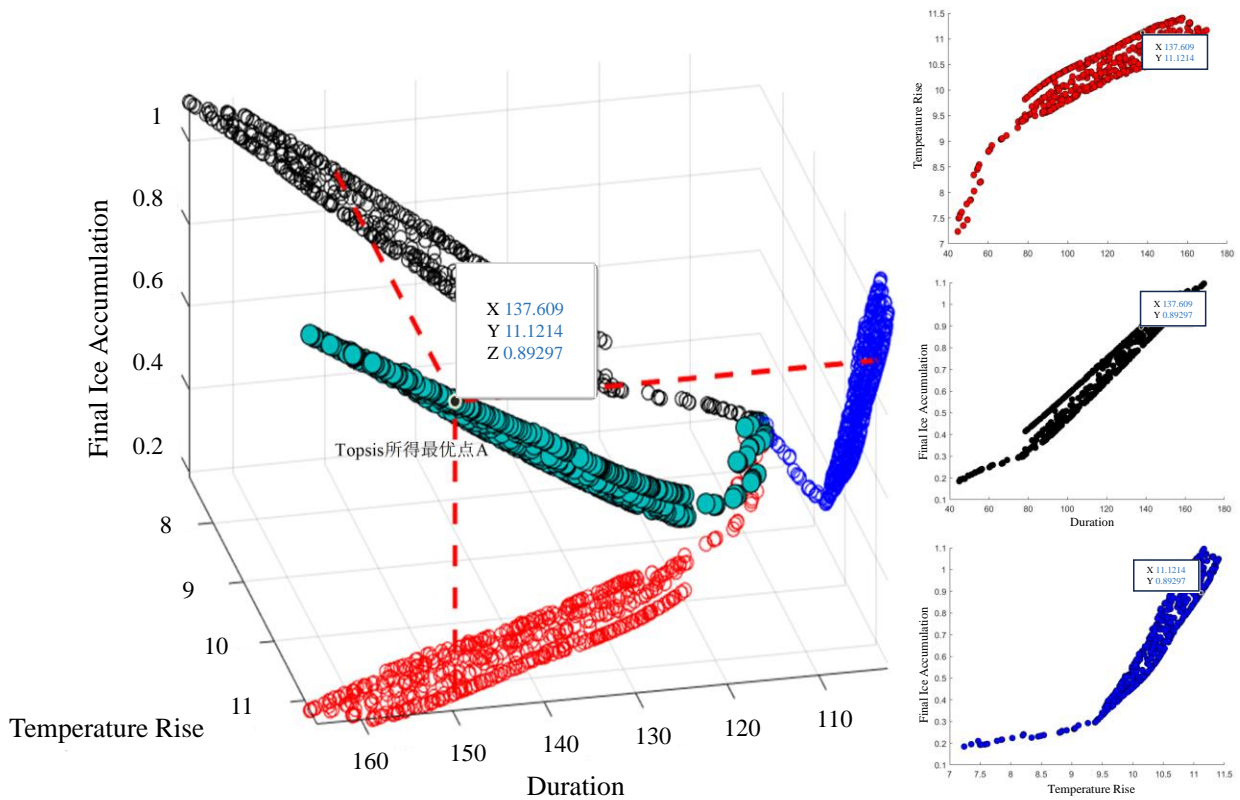 1
0.8
0.6
0.4
0.2
Final Ice Accumulation
8
9
10
11
Temperature Rise
160
150
140
130
120
110
Duration
X 137.609
Y 11.1214
Z 0.89297
Topsis所得最优点A
11.5
11
10.5
10
9.5
9
8.5
8
7.5
7
Temperature Rise
X 137.609
Y 11.1214
40 60 80 100 120 140 160 180
1.1
1
0.9
0.8
0.7
0.6
0.5
0.4
0.3
0.2
0.1
Final Ice Accumulation
X 137.609
Y 0.89297
40 60 80 100 120 140 160 180
Duration
1.1
1
0.9
0.8
0.7
0.6
0.5
0.4
0.3
0.2
0.1
Final Ice Accumulation
X 11.1214
Y 0.89297
7 7.5 8 8.5 9 9.5 10 10.5 11 11.5
Temperature Rise